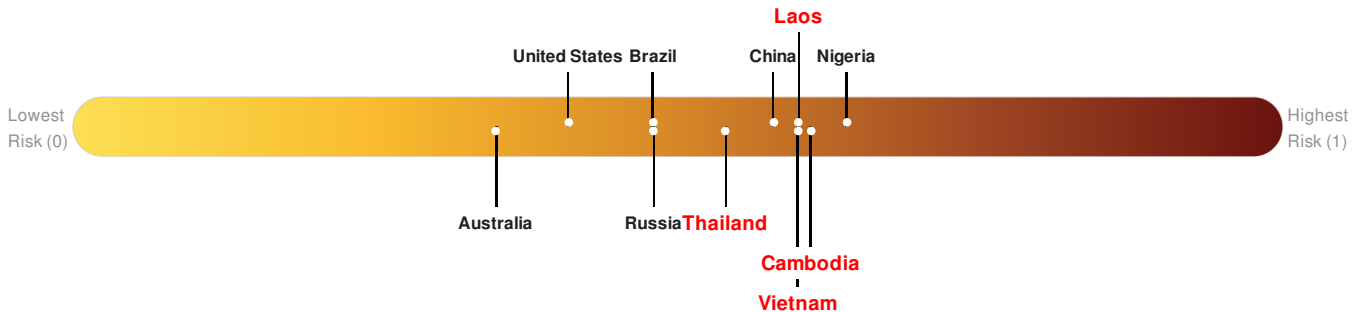 Laos
United States Brazil China Nigeria
Lowest
Risk (0)
Highest
Risk (1)
Australia Russia Thailand
Cambodia
Vietnam